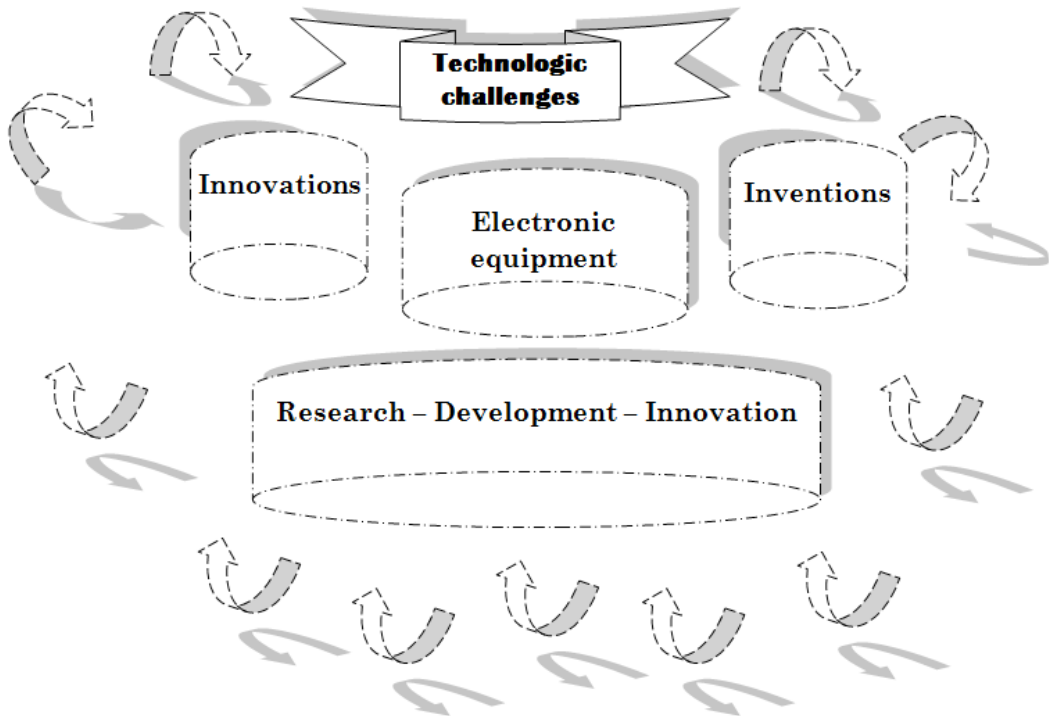 Technologic
challenges
Innovations
Electronic
equipment
Inventions
Research – Development – Innovation